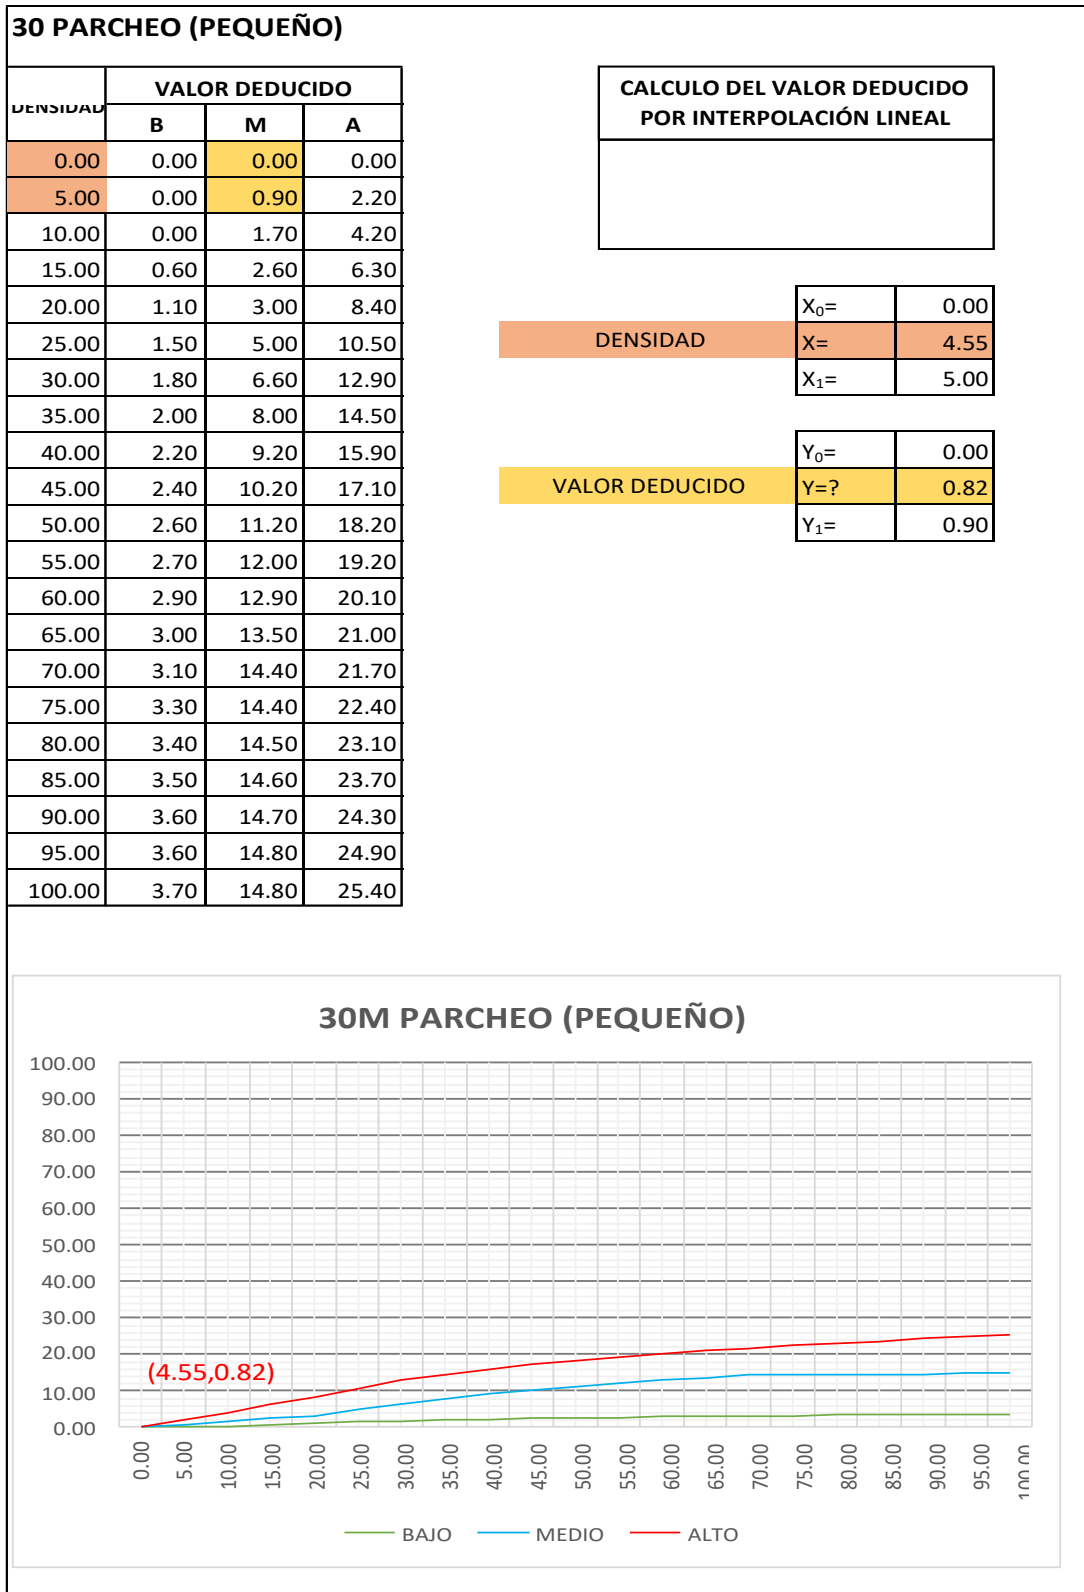 30 PARCHEO (PEQUEÑO)
DENSIDAD VALOR DEDUCIDO
B M A
0.00 0.00 0.00 0.00
5.00 0.00 0.90 2.20
10.00 0.00 1.70 4.20
15.00 0.60 2.60 6.30
20.00 1.10 3.00 8.40
25.00 1.50 5.00 10.50
30.00 1.80 6.60 12.90
35.00 2.00 8.00 14.50
40.00 2.20 9.20 15.90
45.00 2.40 10.20 17.10
50.00 2.60 11.20 18.20
55.00 2.70 12.00 19.20
60.00 2.90 12.90 20.10
65.00 3.00 13.50 21.00
70.00 3.10 14.40 21.70
75.00 3.30 14.40 22.40
80.00 3.40 14.50 23.10
85.00 3.50 14.60 23.70
90.00 3.60 14.70 24.30
95.00 3.60 14.80 24.90
100.00 3.70 14.80 25.40
CALCULO DEL VALOR DEDUCIDO
POR INTERPOLACIÓN LINEAL
X₀= 0.00
DENSIDAD X= 4.55
X₁= 5.00
Y₀= 0.00
VALOR DEDUCIDO Y=? 0.82
Y₁= 0.90
30M PARCHEO (PEQUEÑO)
100.00
90.00
80.00
70.00
60.00
50.00
40.00
30.00
20.00
10.00
0.00
(4.55,0.82)
0.00 5.00 10.00 15.00 20.00 25.00 30.00 35.00 40.00 45.00 50.00 55.00 60.00 65.00 70.00 75.00 80.00 85.00 90.00 95.00 100.00
BAJO MEDIO ALTO